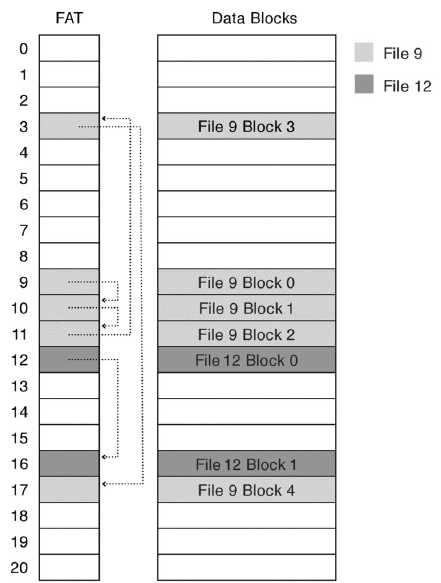 FAT Data Blocks
File 9
File 12
0
1
2
3 File 9 Block 3
4
5
6
7
8
9 File 9 Block 0
10 File 9 Block 1
11 File 9 Block 2
12 File 12 Block 0
13
14
15
16 File 12 Block 1
17 File 9 Block 4
18
19
20